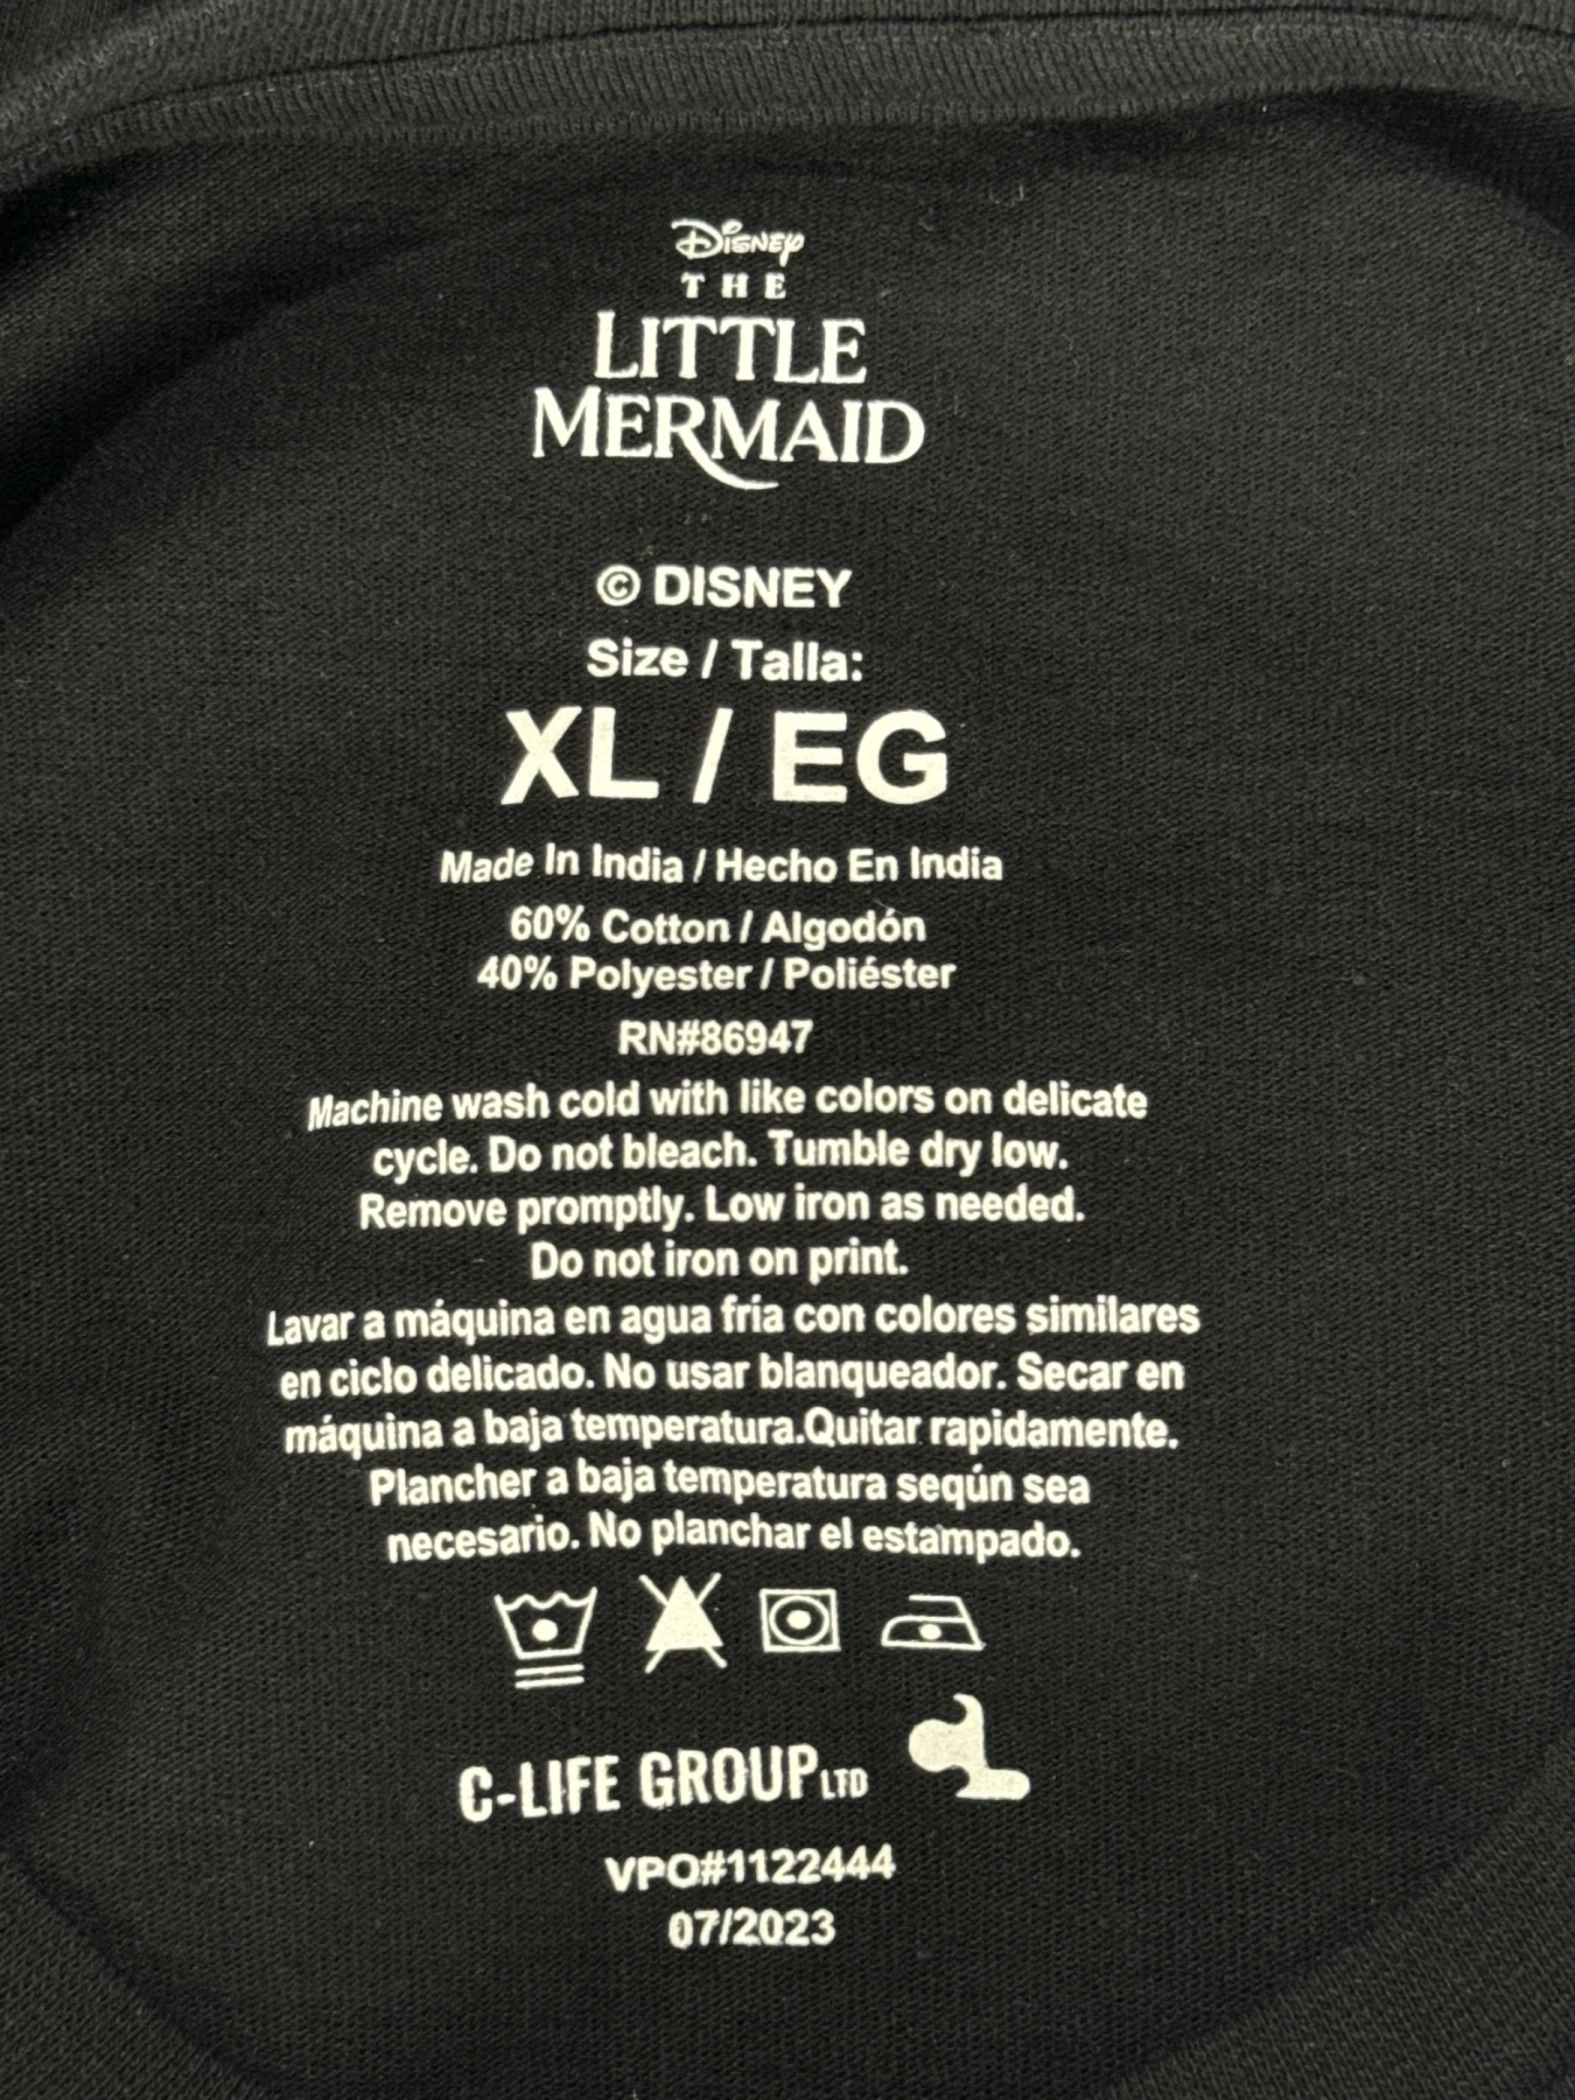 Disney
THE
LITTLE
MERMAID
© DISNEY
Size / Talla:
XL / EG
Made In India / Hecho En India
60% Cotton / Algodón
40% Polyester / Poliéster
RN#86947
Machine wash cold with like colors on delicate
cycle. Do not bleach. Tumble dry low.
Remove promptly. Low iron as needed.
Do not iron on print.
Lavar a máquina en agua fría con colores similares
en ciclo delicado. No usar blanqueador. Secar en
máquina a baja temperatura.Quitar rapidamente.
Plancher a baja temperatura seqún sea
necesario. No planchar el estampado.
C-LIFE GROUP LTD
VPO#1122444
07/2023